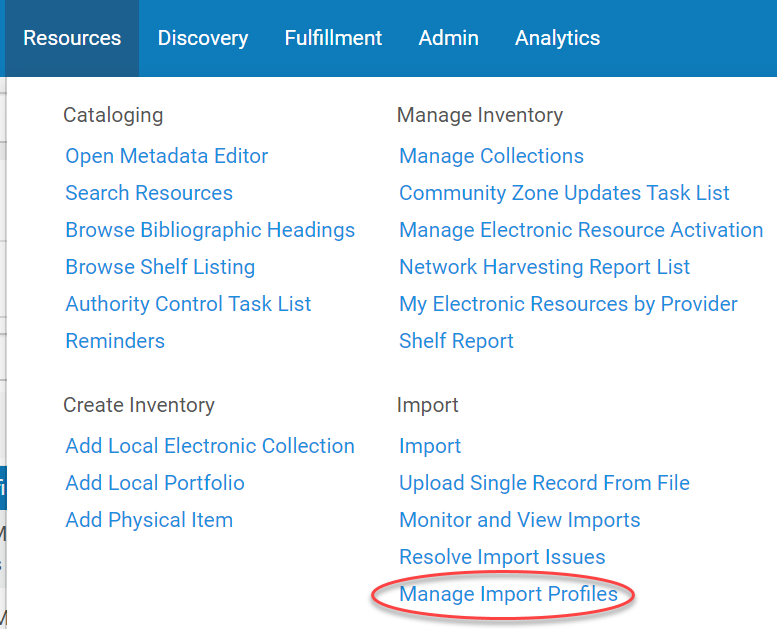 Resources Discovery Fulfillment Admin Analytics
Cataloging
Open Metadata Editor
Search Resources
Browse Bibliographic Headings
Browse Shelf Listing
Authority Control Task List
Reminders
Manage Inventory
Manage Collections
Community Zone Updates Task List
Manage Electronic Resource Activation
Network Harvesting Report List
My Electronic Resources by Provider
Shelf Report
Create Inventory
Add Local Electronic Collection
Add Local Portfolio
Add Physical Item
Import
Import
Upload Single Record From File
Monitor and View Imports
Resolve Import Issues
Manage Import Profiles